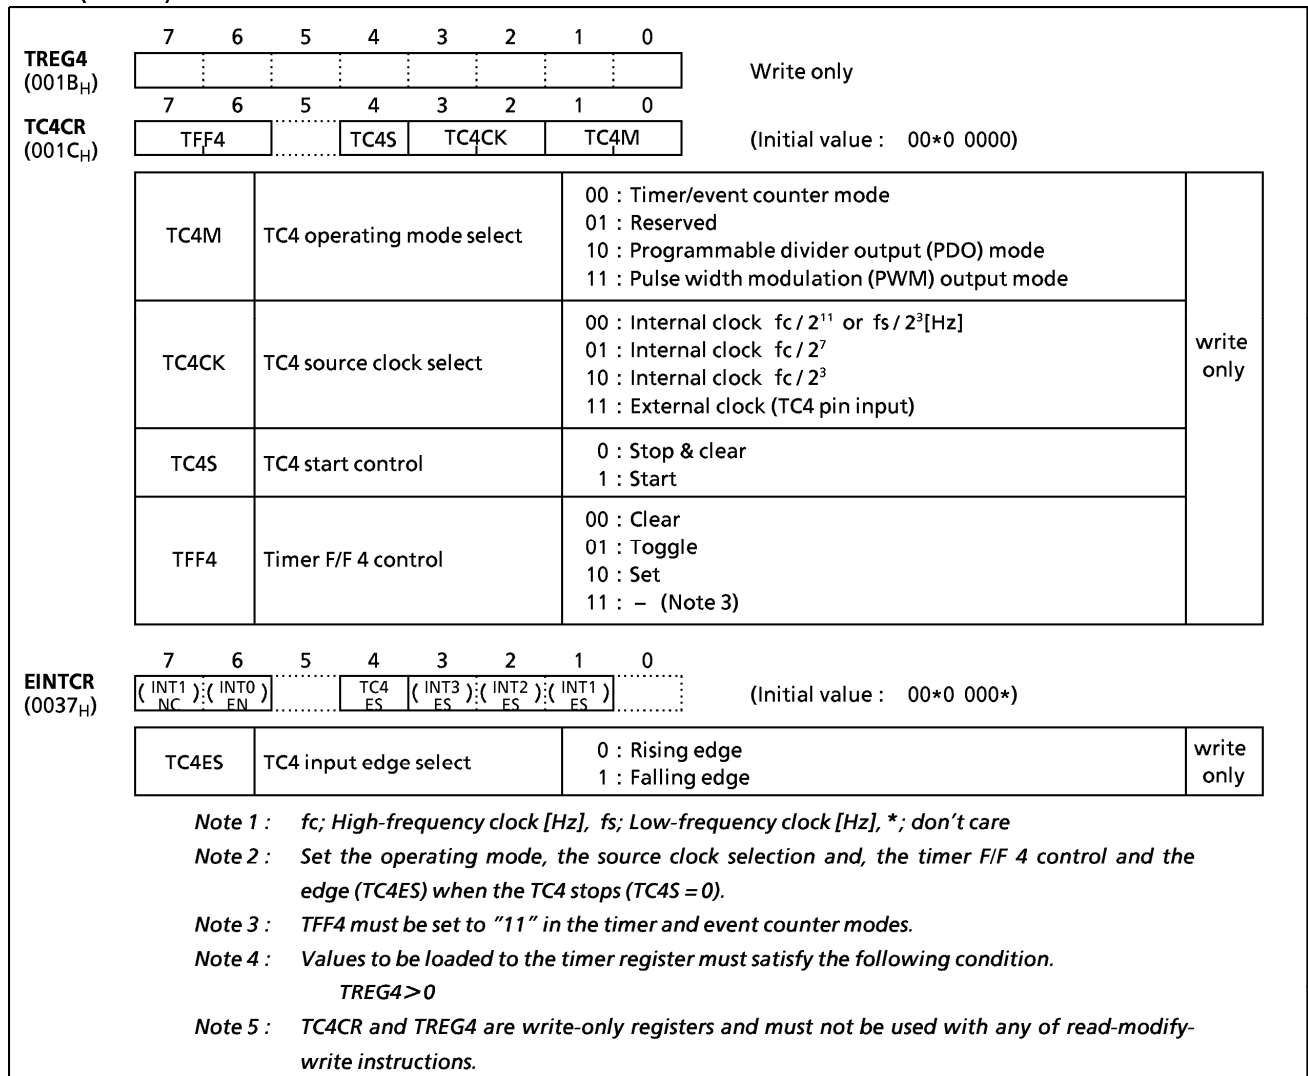 7 6 5 4 3 2 1 0
TREG4
(001BH) Write only
7 6 5 4 3 2 1 0
TC4CR
(001CH) TFF4 TC4S TC4CK TC4M (Initial value : 00*0 0000)
TC4M TC4 operating mode select
00 : Timer/event counter mode
01 : Reserved
10 : Programmable divider output (PDO) mode
11 : Pulse width modulation (PWM) output mode
write
only
TC4CK TC4 source clock select
00 : Internal clock fc / 2¹¹ or fs / 2³[Hz]
01 : Internal clock fc / 2⁷
10 : Internal clock fc / 2³
11 : External clock (TC4 pin input)
TC4S TC4 start control
0 : Stop & clear
1 : Start
TFF4 Timer F/F 4 control
00 : Clear
01 : Toggle
10 : Set
11 : – (Note 3)
7 6 5 4 3 2 1 0
EINTCR
(0037H) (INT1 NC) (INT0 EN) TC4 ES (INT3 ES) (INT2 ES) (INT1 ES) (Initial value : 00*0 000*)
TC4ES TC4 input edge select
0 : Rising edge
1 : Falling edge
write
only
Note 1 : fc; High-frequency clock [Hz], fs; Low-frequency clock [Hz], *; don't care
Note 2 : Set the operating mode, the source clock selection and, the timer F/F 4 control and the
edge (TC4ES) when the TC4 stops (TC4S = 0).
Note 3 : TFF4 must be set to "11" in the timer and event counter modes.
Note 4 : Values to be loaded to the timer register must satisfy the following condition.
TREG4>0
Note 5 : TC4CR and TREG4 are write-only registers and must not be used with any of read-modify-
write instructions.